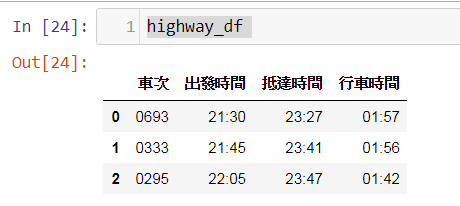 In [24]: 1 highway_df
Out[24]:
車次 出發時間 抵達時間 行車時間
0 0693 21:30 23:27 01:57
1 0333 21:45 23:41 01:56
2 0295 22:05 23:47 01:42